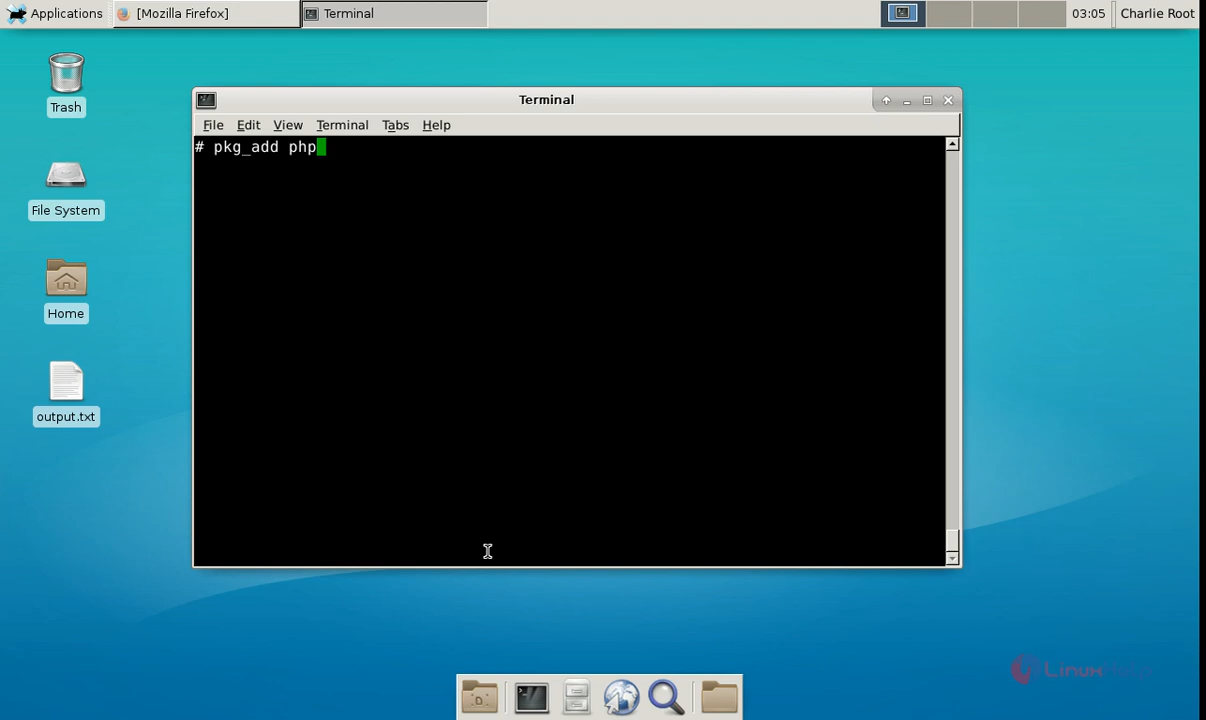 Applications
[Mozilla Firefox]
Terminal
03:05
Charlie Root
Trash
File System
Home
output.txt
Terminal
File Edit View Terminal Tabs Help
# pkg_add php
D
LinuxHelp